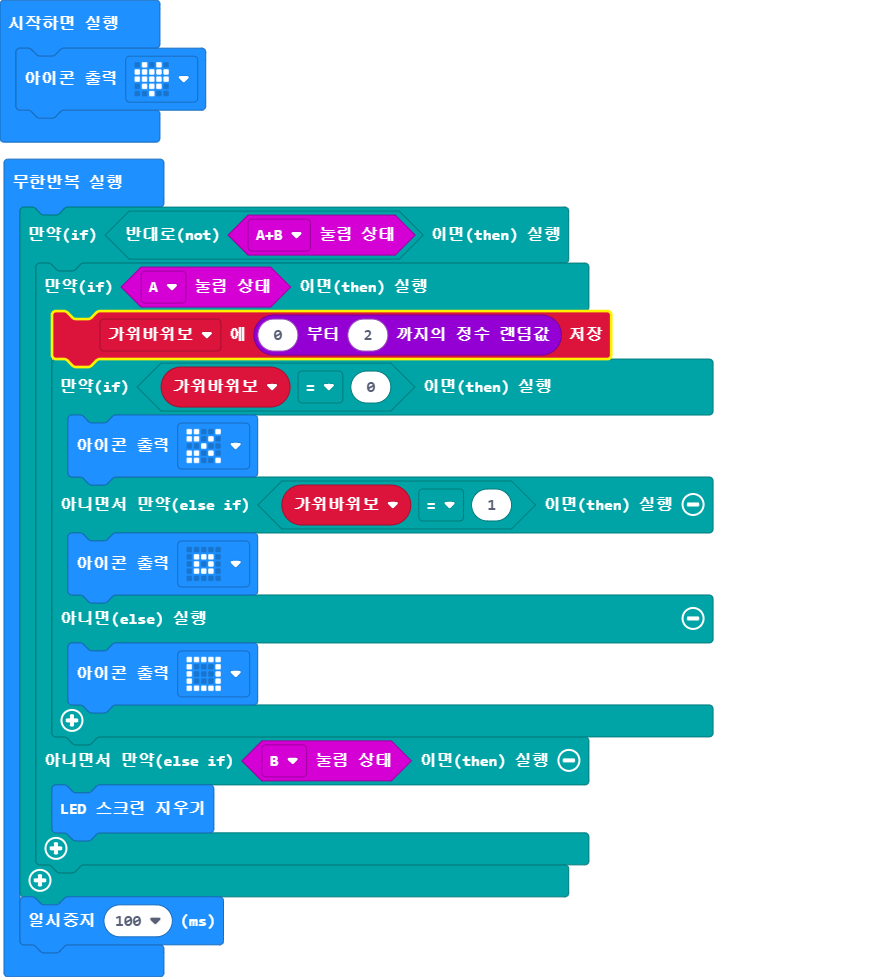 시작하면 실행
아이콘 출력
무한반복 실행
만약(if) 반대로(not) A+B 눌림 상태 이면(then) 실행
만약(if) A 눌림 상태 이면(then) 실행
가위바위보 에 0 부터 2 까지의 정수 랜덤값 저장
만약(if) 가위바위보 = 0 이면(then) 실행
아이콘 출력
아니면서 만약(else if) 가위바위보 = 1 이면(then) 실행
아이콘 출력
아니면(else) 실행
아이콘 출력
아니면서 만약(else if) B 눌림 상태 이면(then) 실행
LED 스크린 지우기
일시중지 100 (ms)